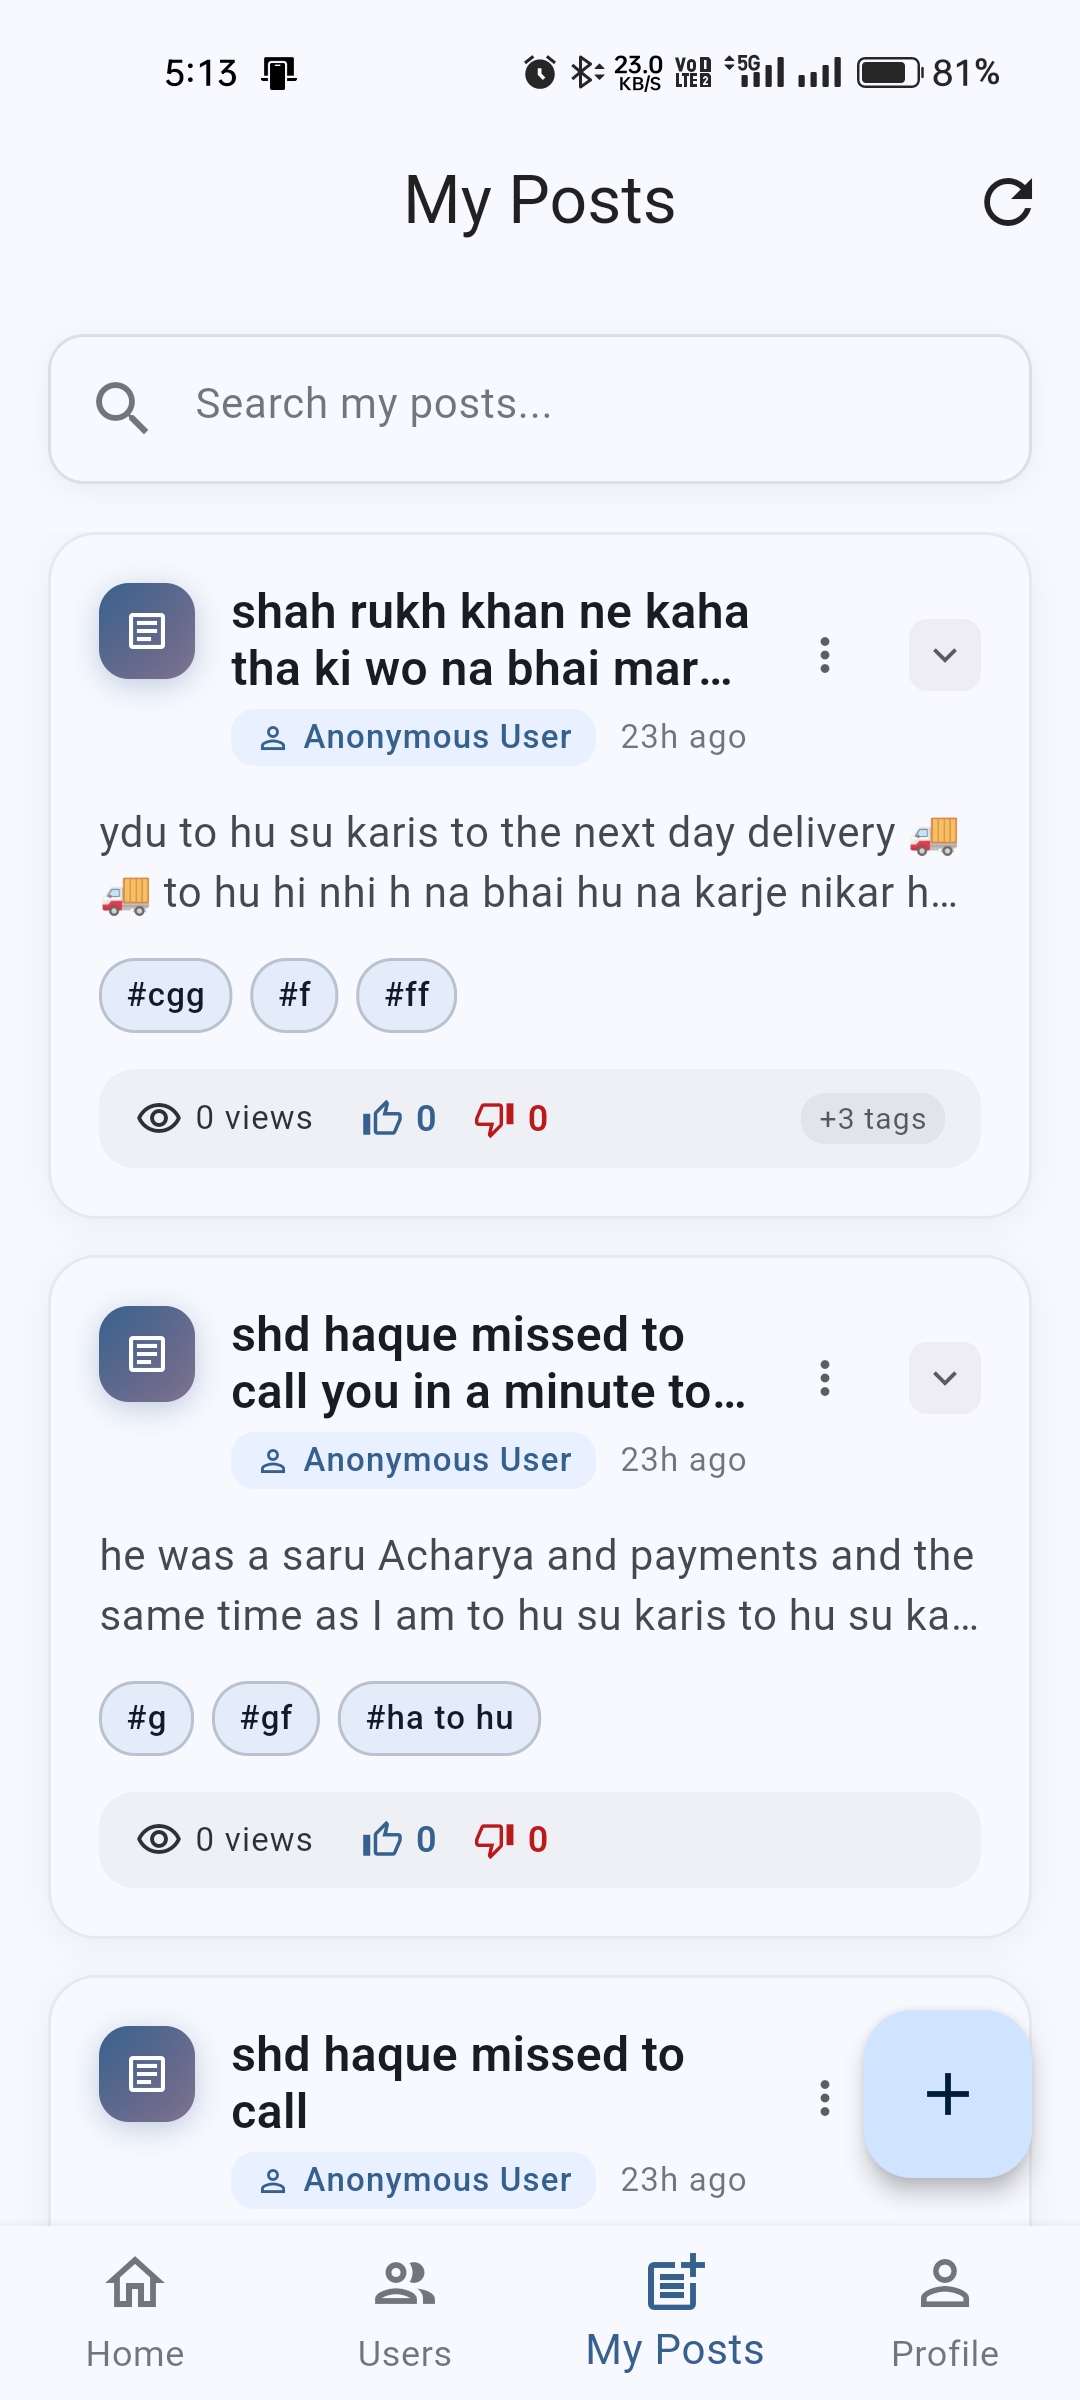 5:13
23.0
KB/S
VoD
LTE 2
5G
81%
My Posts
Search my posts...
shah rukh khan ne kaha
tha ki wo na bhai mar…
Anonymous User 23h ago
ydu to hu su karis to the next day delivery 🚚
🚚 to hu hi nhi h na bhai hu na karje nikar h…
#cgg #f #ff
0 views 0 0 +3 tags
shd haque missed to
call you in a minute to…
Anonymous User 23h ago
he was a saru Acharya and payments and the
same time as I am to hu su karis to hu su ka…
#g #gf #ha to hu
0 views 0 0
shd haque missed to
call
Anonymous User 23h ago
Home Users My Posts Profile